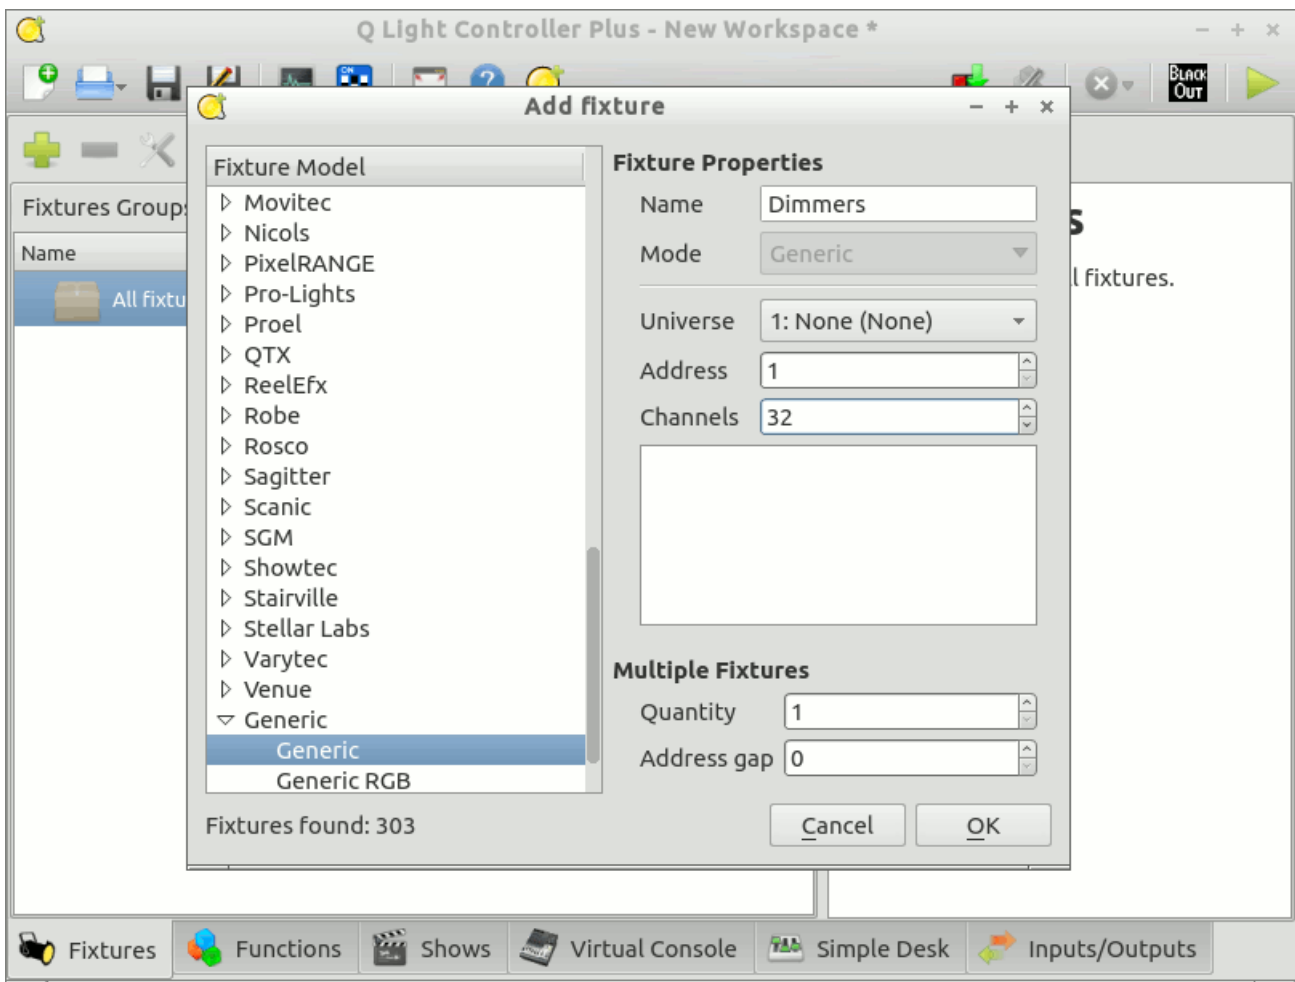 Q Light Controller Plus - New Workspace *
ON
BLACK
OUT
Add fixture
Fixture Model
Movitec
Nicols
PixelRANGE
Pro-Lights
Proel
QTX
ReelEfx
Robe
Rosco
Sagitter
Scanic
SGM
Showtec
Stairville
Stellar Labs
Varytec
Venue
Generic
Generic
Generic RGB
Fixtures found: 303
Fixture Properties
Name Dimmers
Mode Generic
Universe 1: None (None)
Address 1
Channels 32
Multiple Fixtures
Quantity 1
Address gap 0
Cancel OK
Fixtures Group
Name
All fixtu
s
l fixtures.
Fixtures Functions Shows Virtual Console Simple Desk Inputs/Outputs